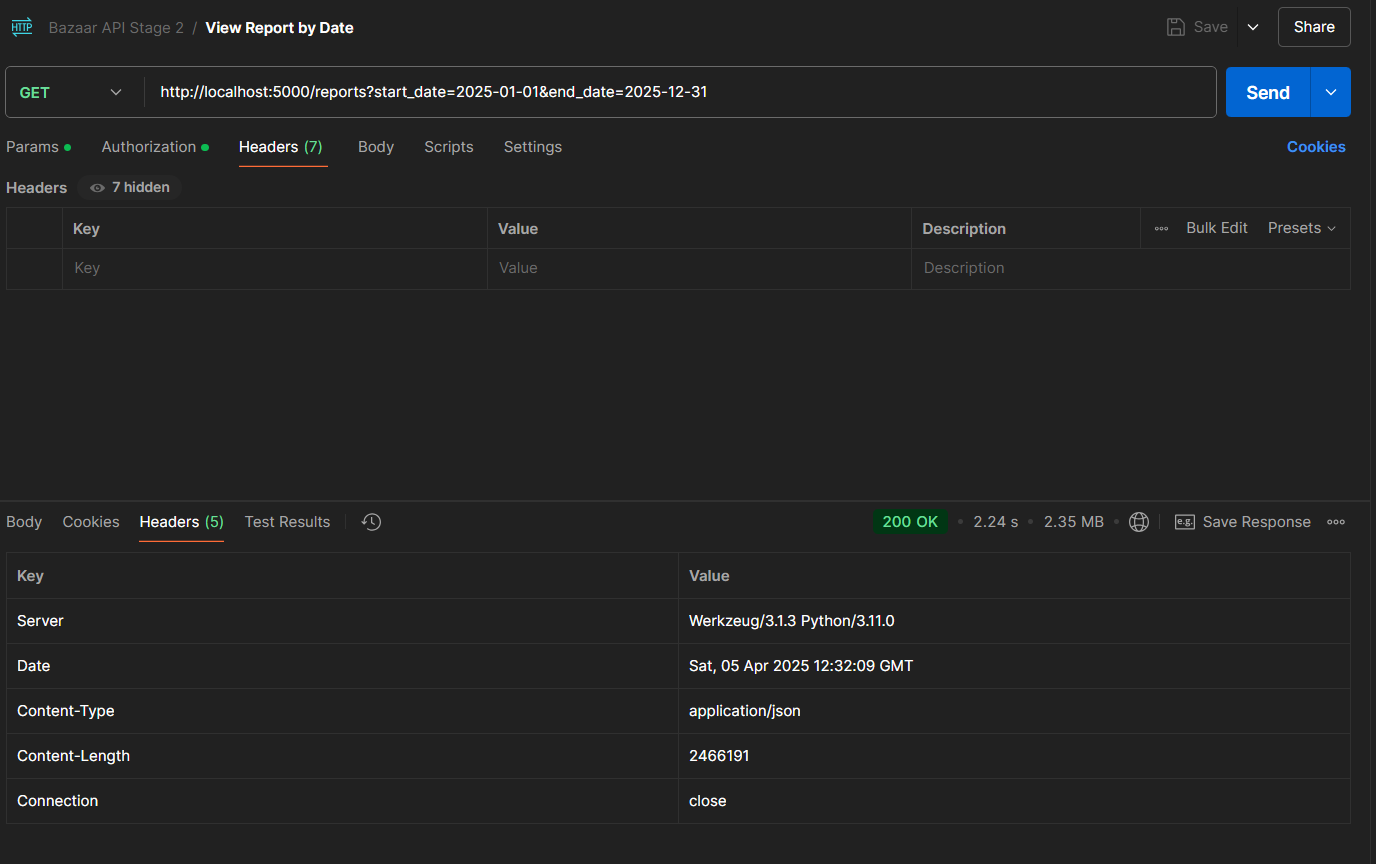 HTTP Bazaar API Stage 2 / View Report by Date Save Share
GET http://localhost:5000/reports?start_date=2025-01-01&end_date=2025-12-31 Send
Params Authorization Headers (7) Body Scripts Settings Cookies
Headers 7 hidden
Key Value Description Bulk Edit Presets
Key Value Description
Body Cookies Headers (5) Test Results 200 OK 2.24 s 2.35 MB e.g. Save Response
Key Value
Server Werkzeug/3.1.3 Python/3.11.0
Date Sat, 05 Apr 2025 12:32:09 GMT
Content-Type application/json
Content-Length 2466191
Connection close